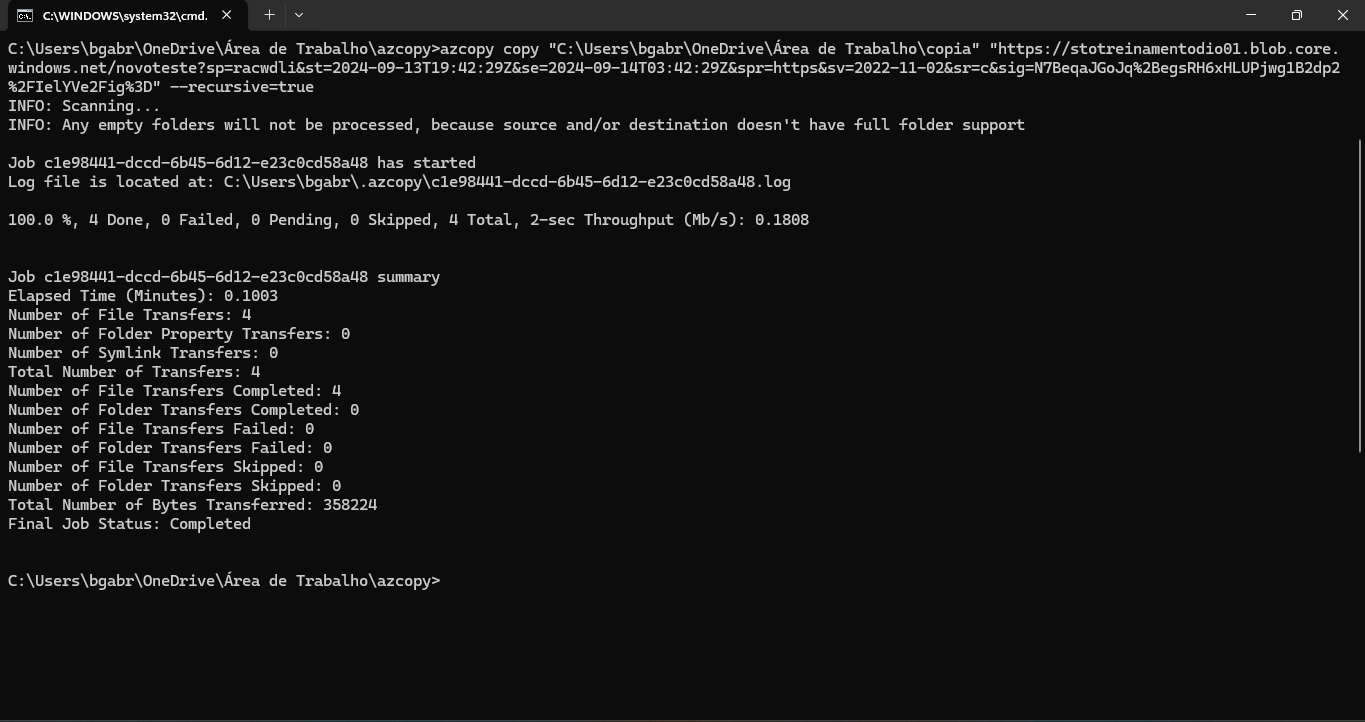 C:\WINDOWS\system32\cmd.
C:\Users\bgabr\OneDrive\Área de Trabalho\azcopy>azcopy copy "C:\Users\bgabr\OneDrive\Área de Trabalho\copia" "https://stotreinamentodio01.blob.core.
windows.net/novoteste?sp=racwdli&st=2024-09-13T19:42:29Z&se=2024-09-14T03:42:29Z&spr=https&sv=2022-11-02&sr=c&sig=N7BeqaJGoJq%2BegsRH6xHLUPjwg1B2dp2
%2FIelYVe2Fig%3D" --recursive=true
INFO: Scanning...
INFO: Any empty folders will not be processed, because source and/or destination doesn't have full folder support
Job c1e98441-dccd-6b45-6d12-e23c0cd58a48 has started
Log file is located at: C:\Users\bgabr\.azcopy\c1e98441-dccd-6b45-6d12-e23c0cd58a48.log
100.0 %, 4 Done, 0 Failed, 0 Pending, 0 Skipped, 4 Total, 2-sec Throughput (Mb/s): 0.1808
Job c1e98441-dccd-6b45-6d12-e23c0cd58a48 summary
Elapsed Time (Minutes): 0.1003
Number of File Transfers: 4
Number of Folder Property Transfers: 0
Number of Symlink Transfers: 0
Total Number of Transfers: 4
Number of File Transfers Completed: 4
Number of Folder Transfers Completed: 0
Number of File Transfers Failed: 0
Number of Folder Transfers Failed: 0
Number of File Transfers Skipped: 0
Number of Folder Transfers Skipped: 0
Total Number of Bytes Transferred: 358224
Final Job Status: Completed
C:\Users\bgabr\OneDrive\Área de Trabalho\azcopy>